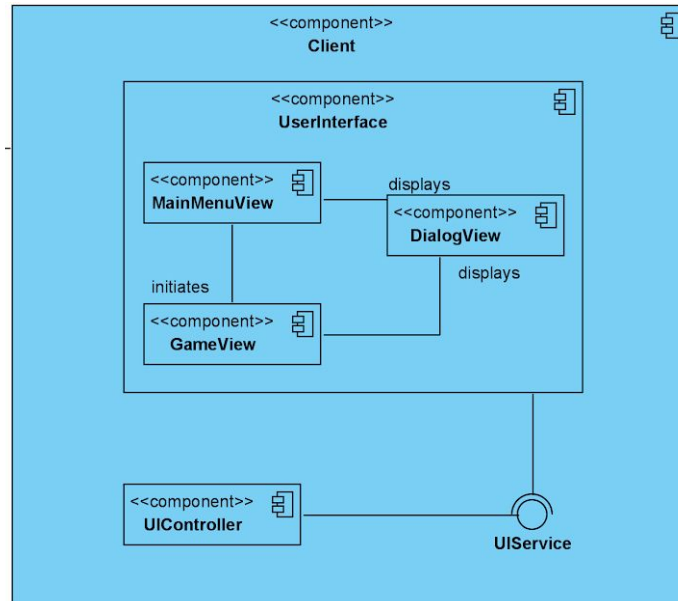 <<component>>
Client
<<component>>
UserInterface
<<component>>
MainMenuView
displays
<<component>>
DialogView
displays
initiates
<<component>>
GameView
<<component>>
UIController
UIService